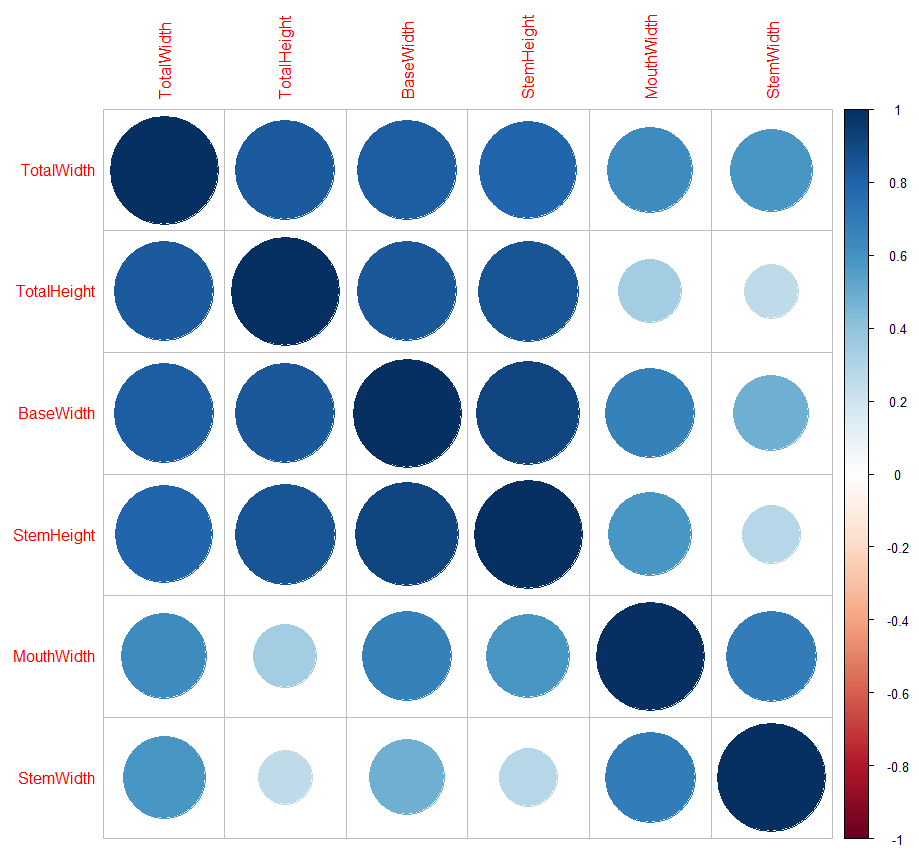 TotalWidth
TotalHeight
BaseWidth
StemHeight
MouthWidth
StemWidth
TotalWidth
TotalHeight
BaseWidth
StemHeight
MouthWidth
StemWidth
1
0.8
0.6
0.4
0.2
0
-0.2
-0.4
-0.6
-0.8
-1